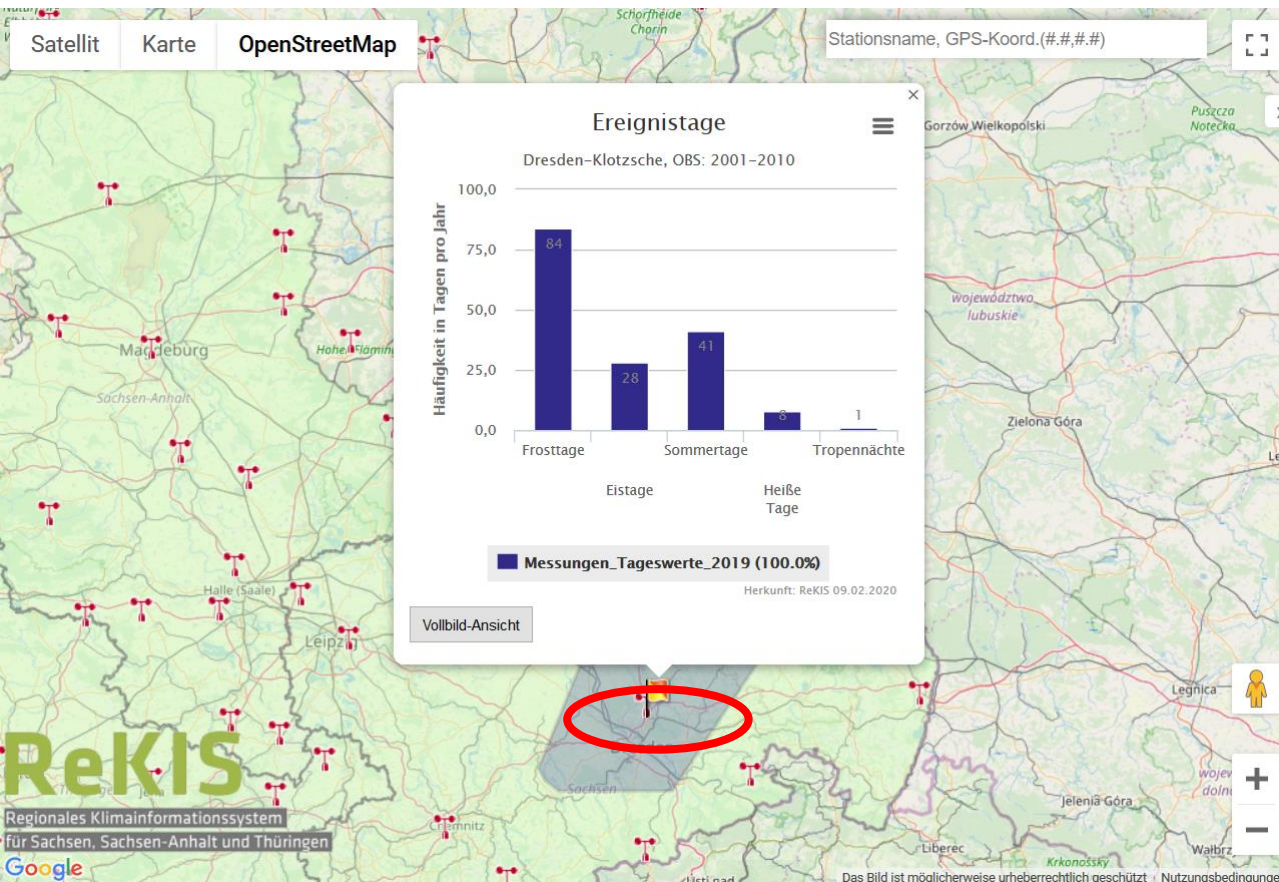 Satellit
Karte
OpenStreetMap
Schorfheide
Chorin
Stationsname, GPS-Koord.(#.#,#.#)
Gorzów Wielkopolski
Puszcza
Notecka
Ereignistage
Dresden-Klotzsche, OBS: 2001-2010
Häufigkeit in Tagen pro Jahr
100,0
75,0
50,0
25,0
0,0
84
28
41
8
1
Frosttage
Eistage
Sommertage
Heiße
Tage
Tropennächte
Messungen_Tageswerte_2019 (100.0%)
Herkunft: ReKIS 09.02.2020
Vollbild-Ansicht
województwo
lubuskie
Magdeburg
Sachsen-Anhalt
Zielona Góra
Halle (Saale)
Leipzig
Legnica
Dresden
Sachsen
Chemnitz
Jelenia Góra
Liberec
Krkonošský
ReKIS
Regionales Klimainformationssystem
für Sachsen, Sachsen-Anhalt und Thüringen
Google
Das Bild ist möglicherweise urheberrechtlich geschützt